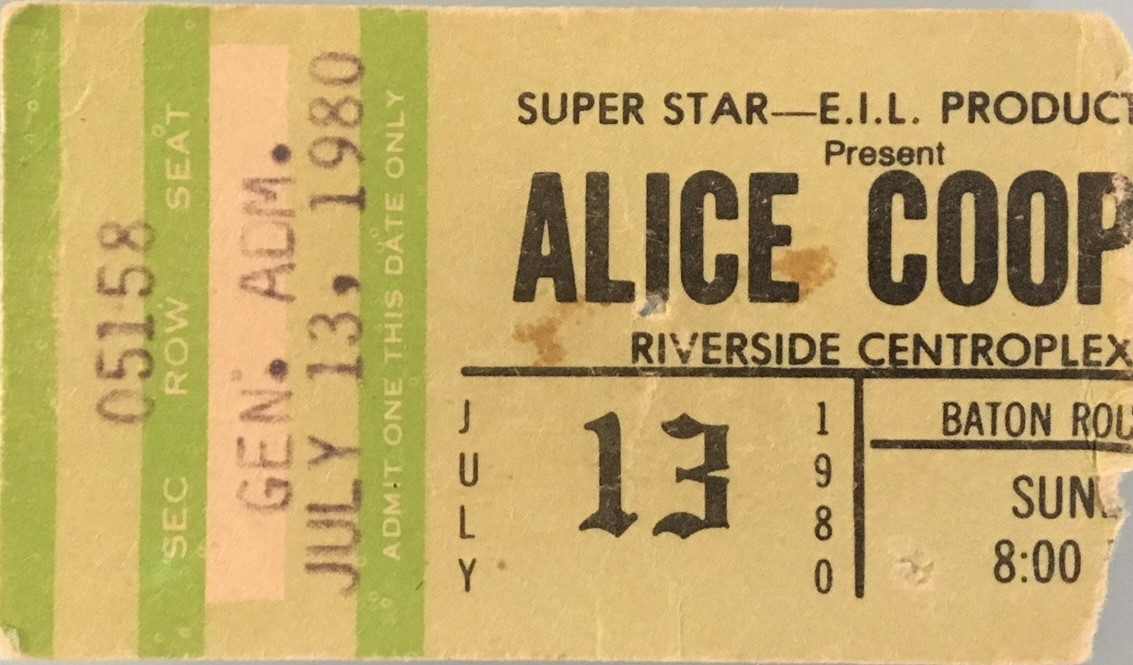 05158
SEC ROW SEAT
GEN. ADM.
JULY 13, 1980
ADMIT ONE THIS DATE ONLY
SUPER STAR—E.I.L. PRODUCT
Present
ALICE COOP
RIVERSIDE CENTROPLEX
JULY 13 1980
BATON ROU
SUN
8:00